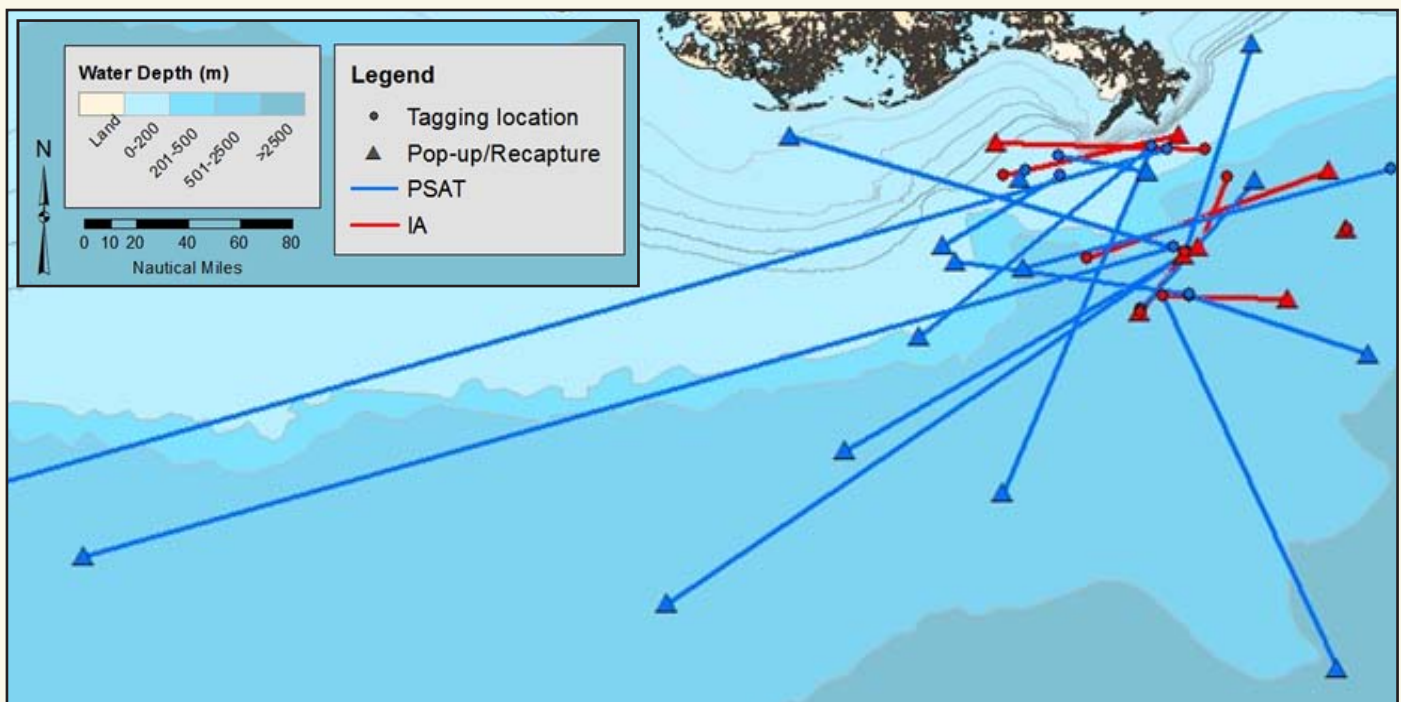 Water Depth (m)
Land
0-200
201-500
501-2500
>2500
N
0 10 20 40 60 80
Nautical Miles
Legend
Tagging location
Pop-up/Recapture
PSAT
IA